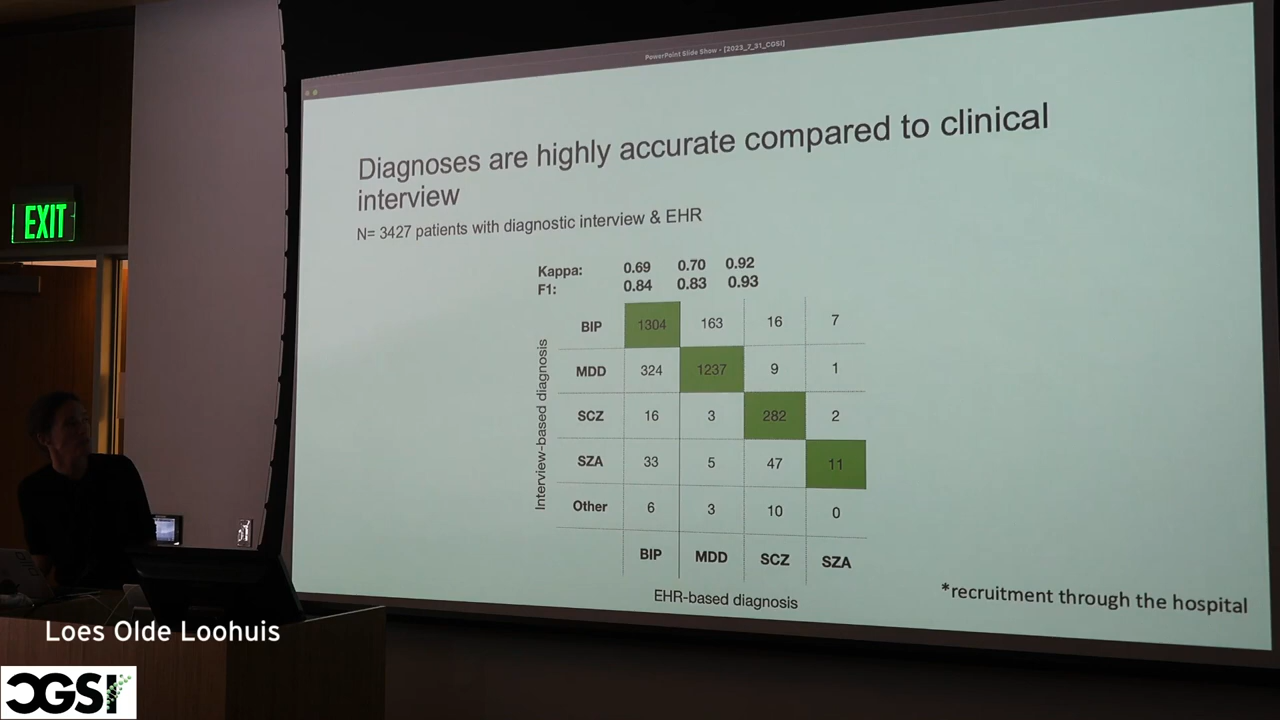 PowerPoint Slide Show - [2023_7_31_CGSI]
Diagnoses are highly accurate compared to clinical
interview
N= 3427 patients with diagnostic interview & EHR
Kappa: 0.69 0.70 0.92
F1: 0.84 0.83 0.93
EXIT
Interview-based diagnosis
BIP 1304 163 16 7
MDD 324 1237 9 1
SCZ 16 3 282 2
SZA 33 5 47 11
Other 6 3 10 0
BIP MDD SCZ SZA
EHR-based diagnosis
*recruitment through the hospital
Loes Olde Loohuis
CGSI